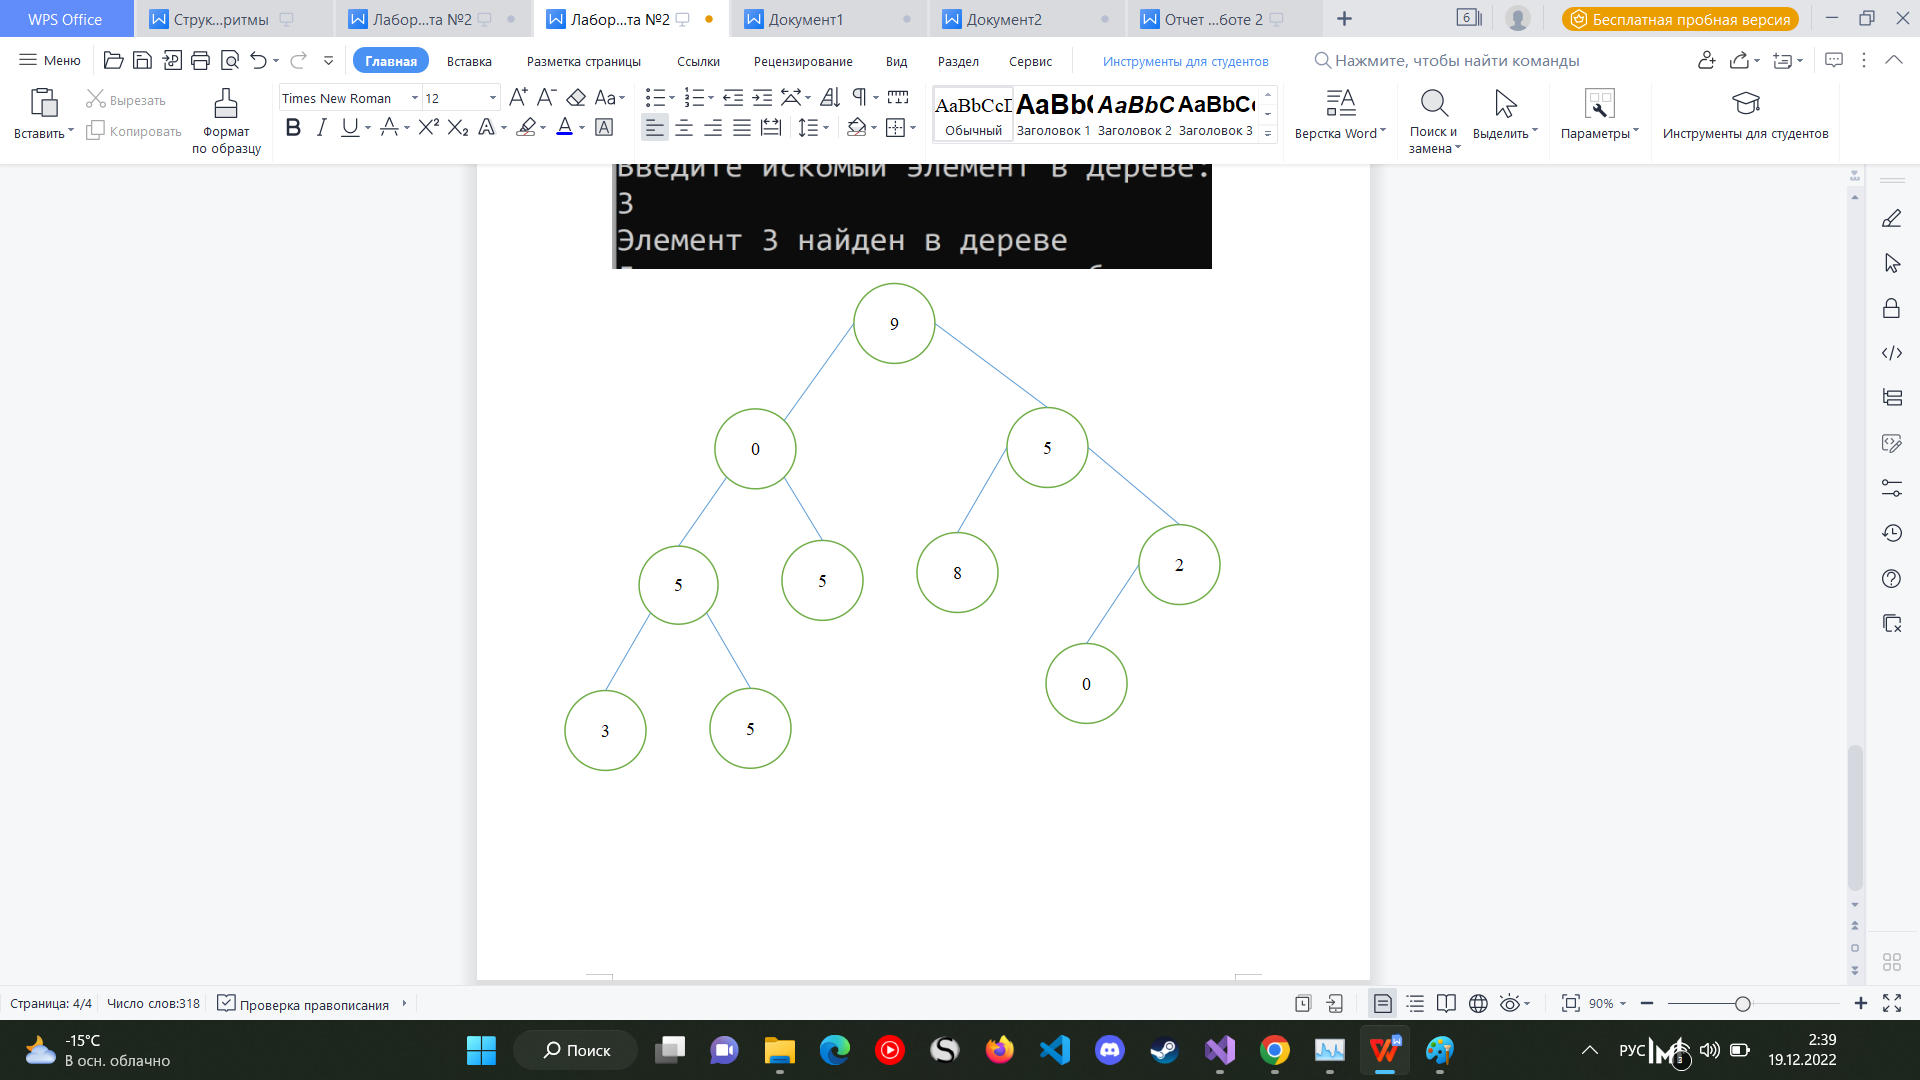 WPS Office
Струк...ритмы
Лабор...та №2
Лабор...та №2
Документ1
Документ2
Отчет ...боте 2
6
Бесплатная пробная версия
Меню
Главная
Вставка
Разметка страницы
Ссылки
Рецензирование
Вид
Раздел
Сервис
Инструменты для студентов
Нажмите, чтобы найти команды
Вставить
Вырезать
Копировать
Формат
по образцу
Times New Roman
12
AaBbCcD
Обычный
AaBb
Заголовок 1
AaBbC
Заголовок 2
AaBbC
Заголовок 3
Верстка Word
Поиск и
замена
Выделить
Параметры
Инструменты для студентов
Введите искомый элемент в дереве:
3
Элемент 3 найден в дереве
9
0
5
5
5
8
2
3
5
0
Страница: 4/4
Число слов:318
Проверка правописания
90%
-15°C
В осн. облачно
Поиск
РУС
2:39
19.12.2022